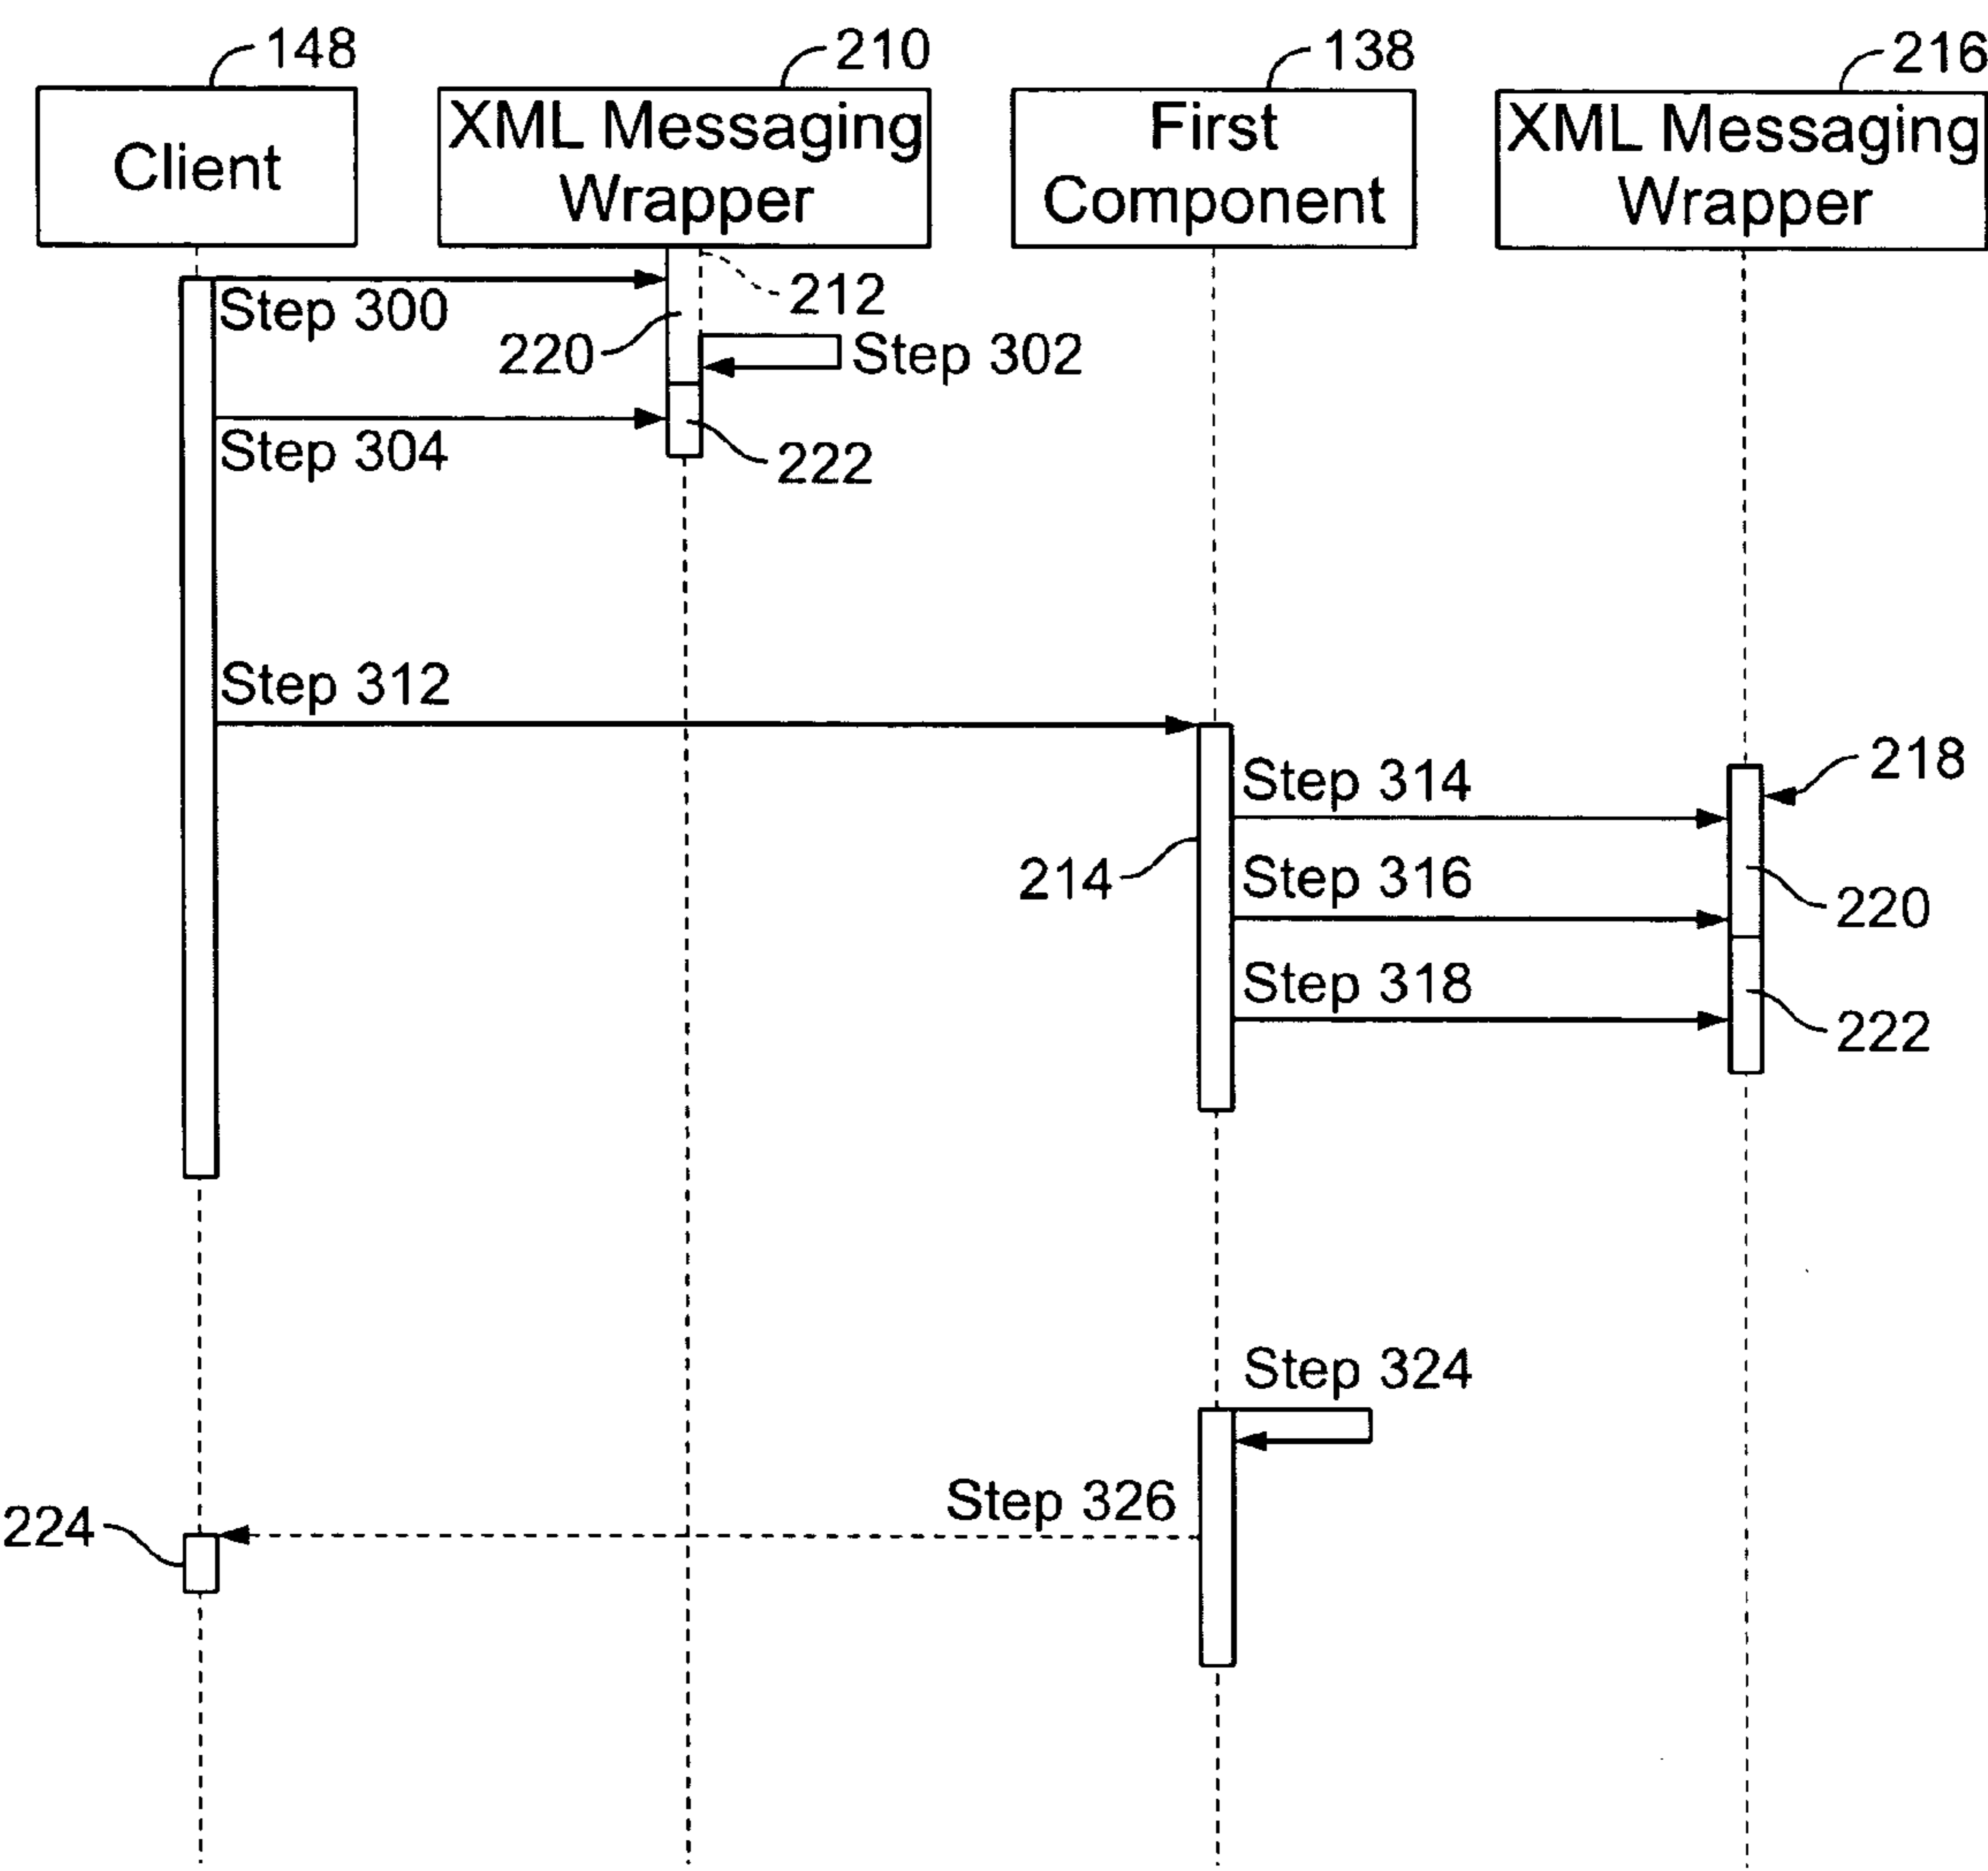 148
210
138
216
Client
XML Messaging
Wrapper
First
Component
XML Messaging
Wrapper
Step 300
212
220
Step 302
Step 304
222
Step 312
218
Step 314
214
Step 316
220
Step 318
222
Step 324
Step 326
224